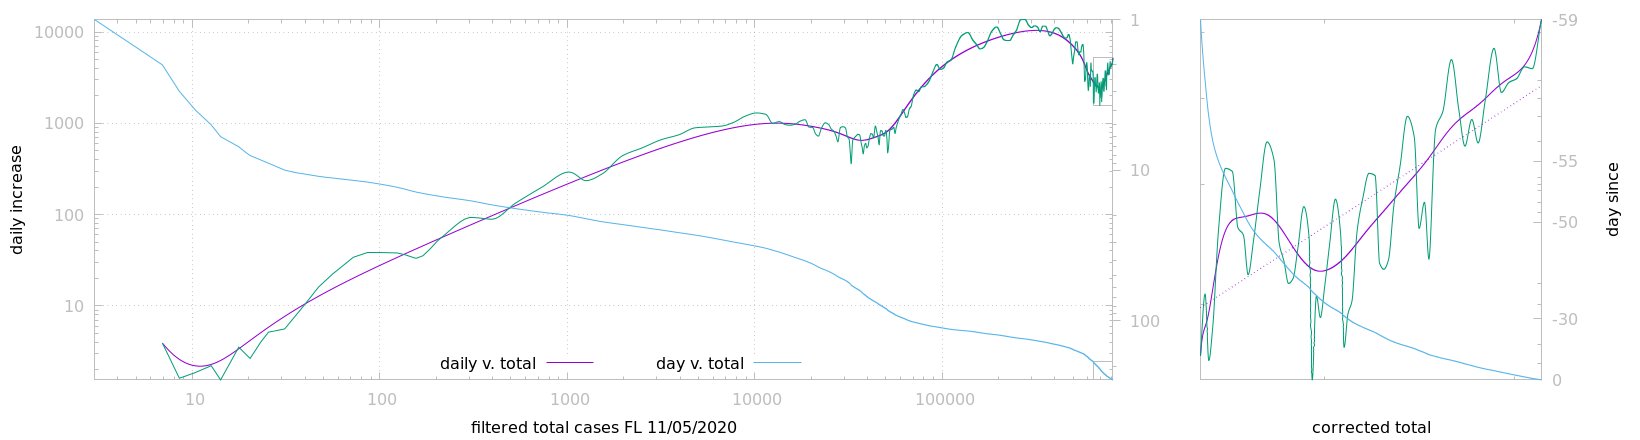 10000
1000
100
10
daily increase
1
10
100
daily v. total
day v. total
10
100
1000
10000
100000
filtered total cases FL 11/05/2020
-59
-55
-50
-30
0
day since
corrected total